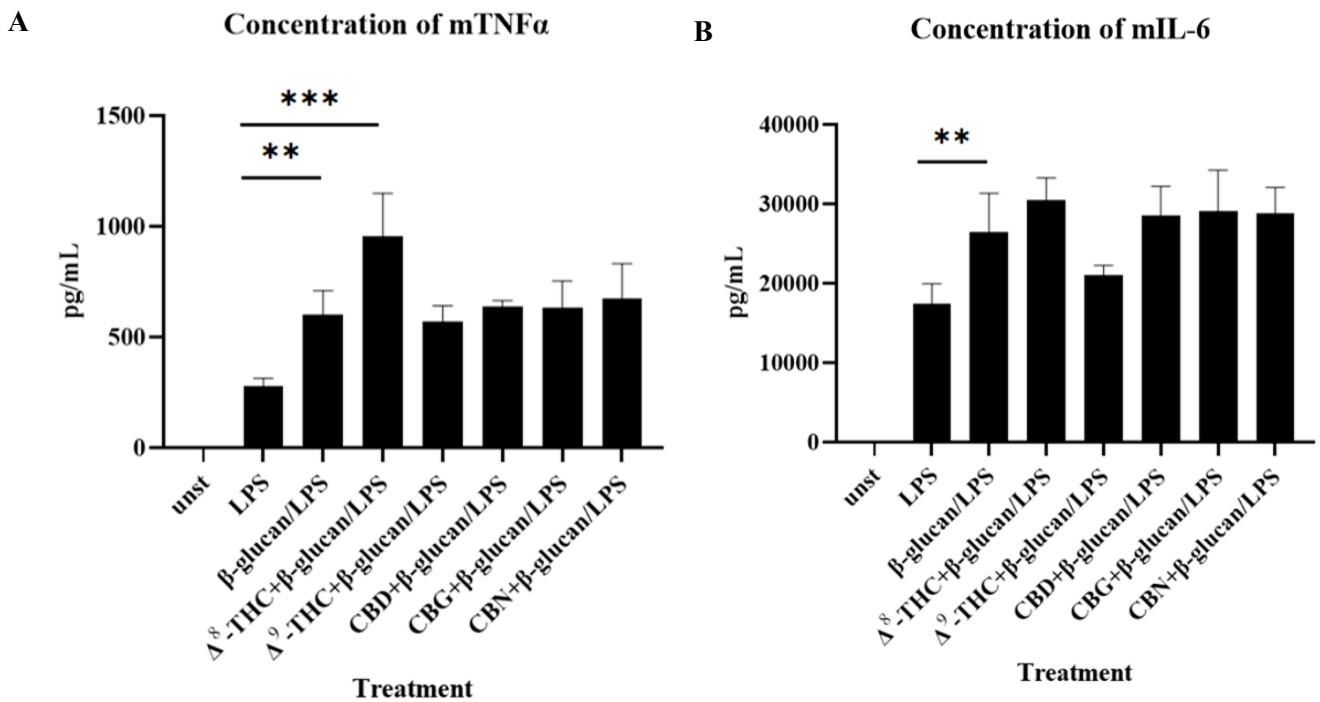 A
Concentration of mTNFα
***
**
1500
1000
500
0
pg/mL
unst
LPS
β-glucan/LPS
Δ⁸-THC+β-glucan/LPS
Δ⁹-THC+β-glucan/LPS
CBD+β-glucan/LPS
CBG+β-glucan/LPS
CBN+β-glucan/LPS
Treatment
B
Concentration of mIL-6
**
40000
30000
20000
10000
0
pg/mL
unst
LPS
β-glucan/LPS
Δ⁸-THC+β-glucan/LPS
Δ⁹-THC+β-glucan/LPS
CBD+β-glucan/LPS
CBG+β-glucan/LPS
CBN+β-glucan/LPS
Treatment